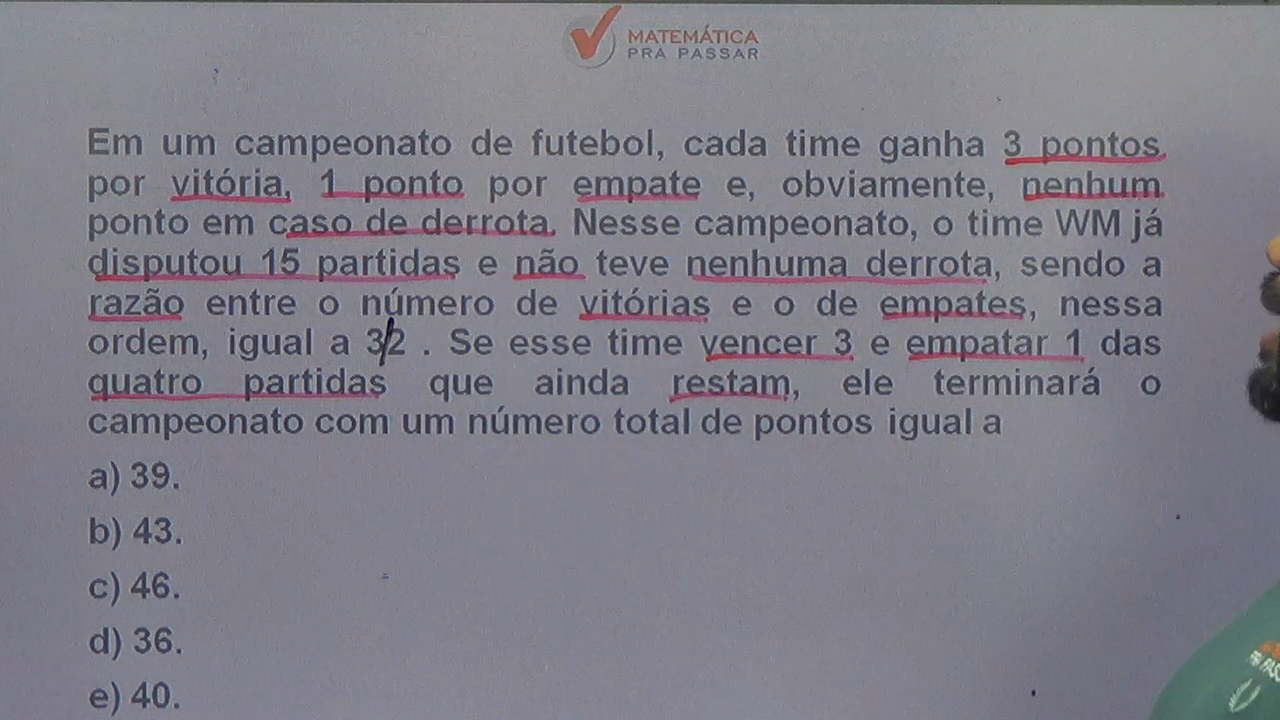 MATEMÁTICA
PRA PASSAR
Em um campeonato de futebol, cada time ganha 3 pontos
por vitória, 1 ponto por empate e, obviamente, nenhum
ponto em caso de derrota. Nesse campeonato, o time WM já
disputou 15 partidas e não teve nenhuma derrota, sendo a
razão entre o número de vitórias e o de empates, nessa
ordem, igual a 3/2 . Se esse time vencer 3 e empatar 1 das
quatro partidas que ainda restam, ele terminará o
campeonato com um número total de pontos igual a
a) 39.
b) 43.
c) 46.
d) 36.
e) 40.